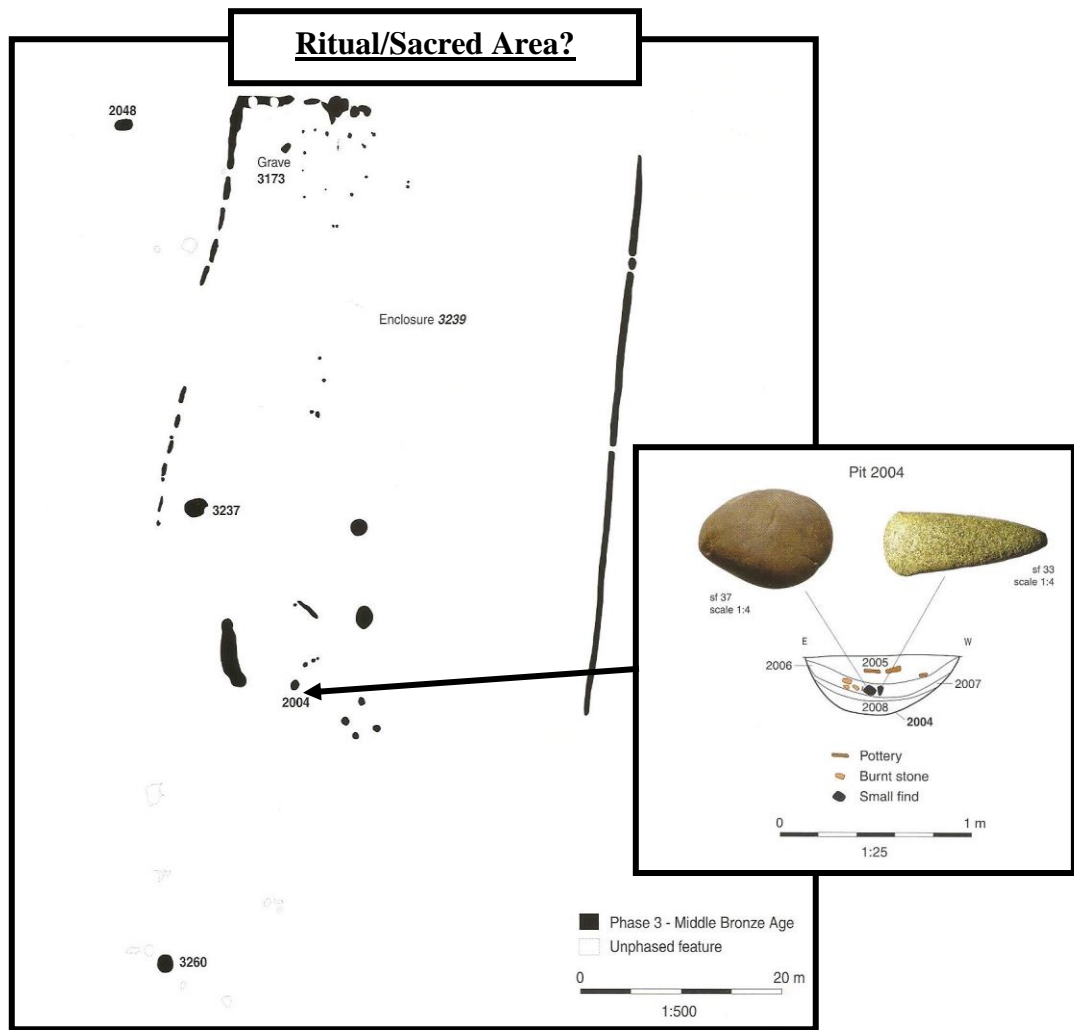 Ritual/Sacred Area?
2048
Grave
3173
Enclosure 3239
3237
2004
3260
Phase 3 - Middle Bronze Age
Unphased feature
0 20 m
1:500
Pit 2004
sf 37
scale 1:4
sf 33
scale 1:4
E W
2006
2005
2007
2008
2004
Pottery
Burnt stone
Small find
0 1 m
1:25